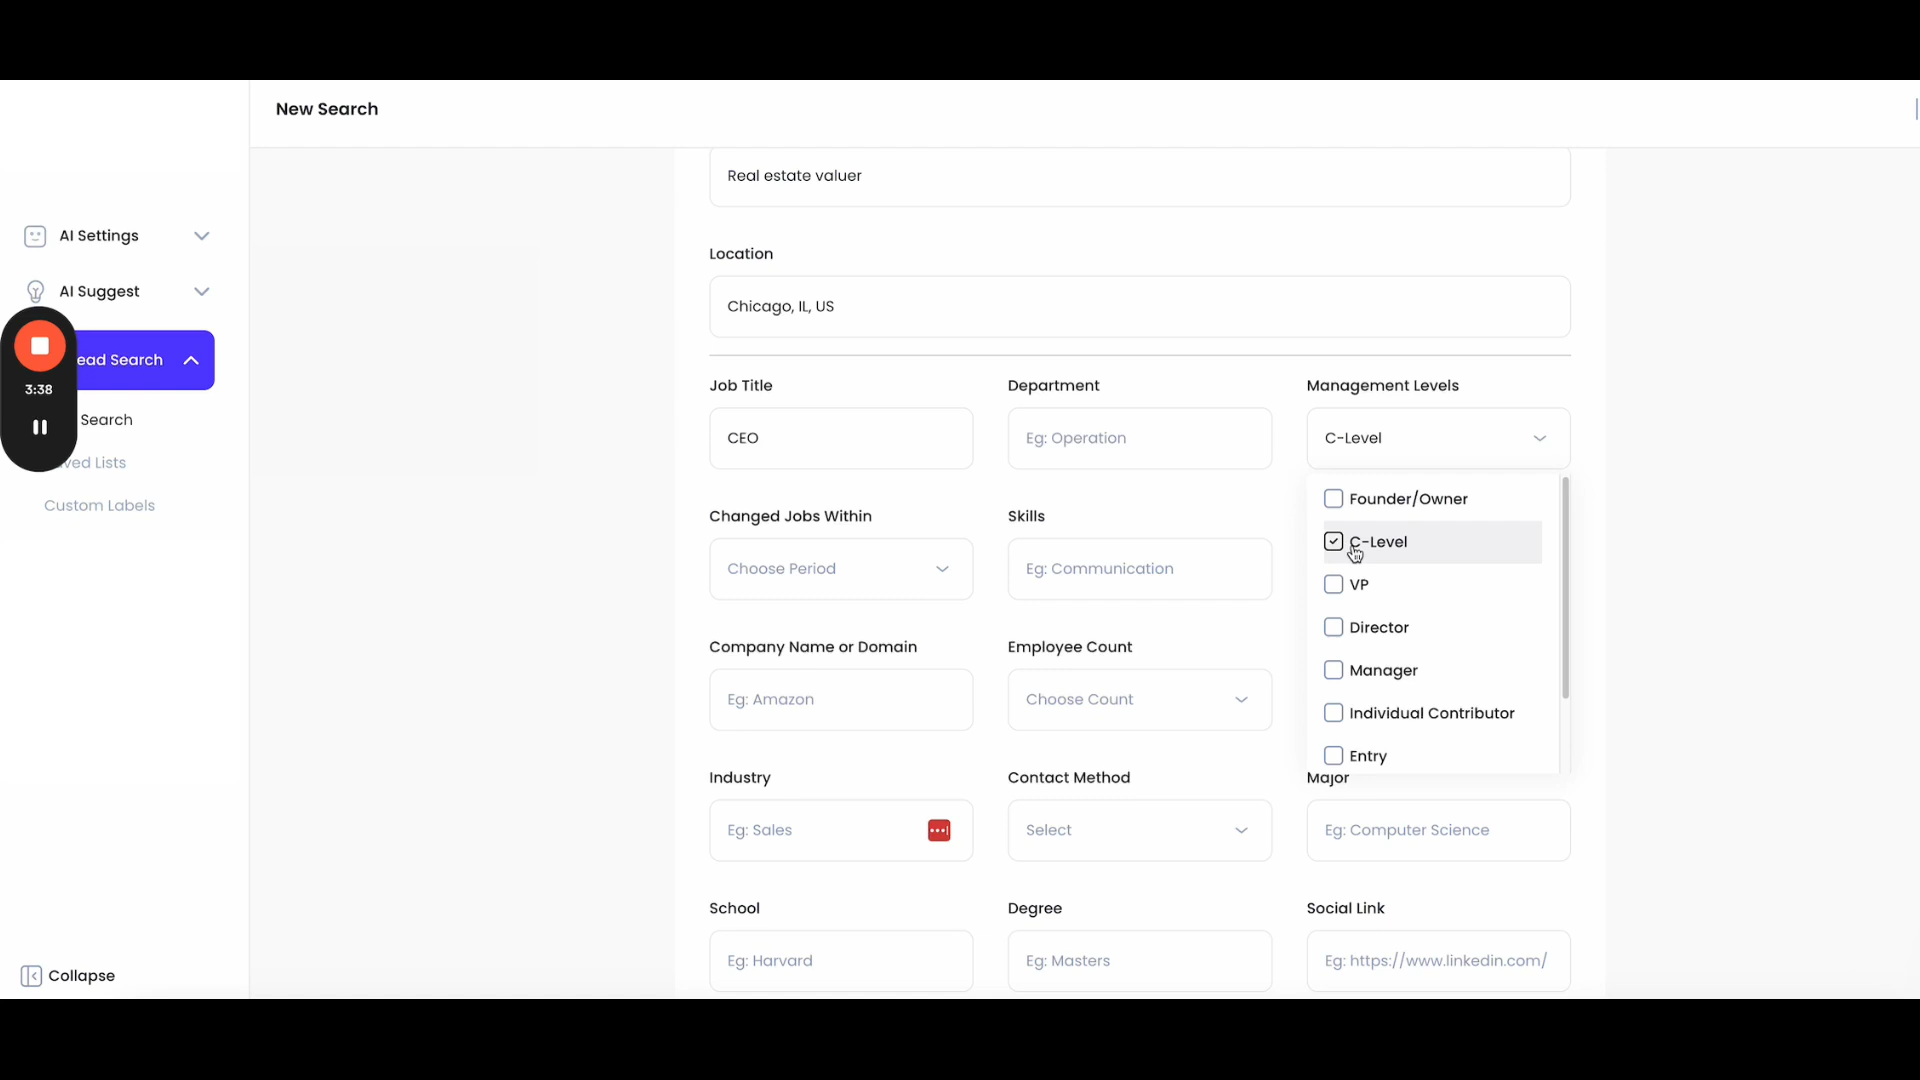 New Search
AI Settings
AI Suggest
ead Search
Search
ved Lists
Custom Labels
3:38
Collapse
Real estate valuer
Location
Chicago, IL, US
Job Title
Department
Management Levels
CEO
Eg: Operation
C-Level
Founder/Owner
C-Level
VP
Director
Manager
Individual Contributor
Entry
Changed Jobs Within
Skills
Choose Period
Eg: Communication
Company Name or Domain
Employee Count
Eg: Amazon
Choose Count
Industry
Contact Method
Major
Eg: Sales
Select
Eg: Computer Science
School
Degree
Social Link
Eg: Harvard
Eg: Masters
Eg: https://www.linkedin.com/